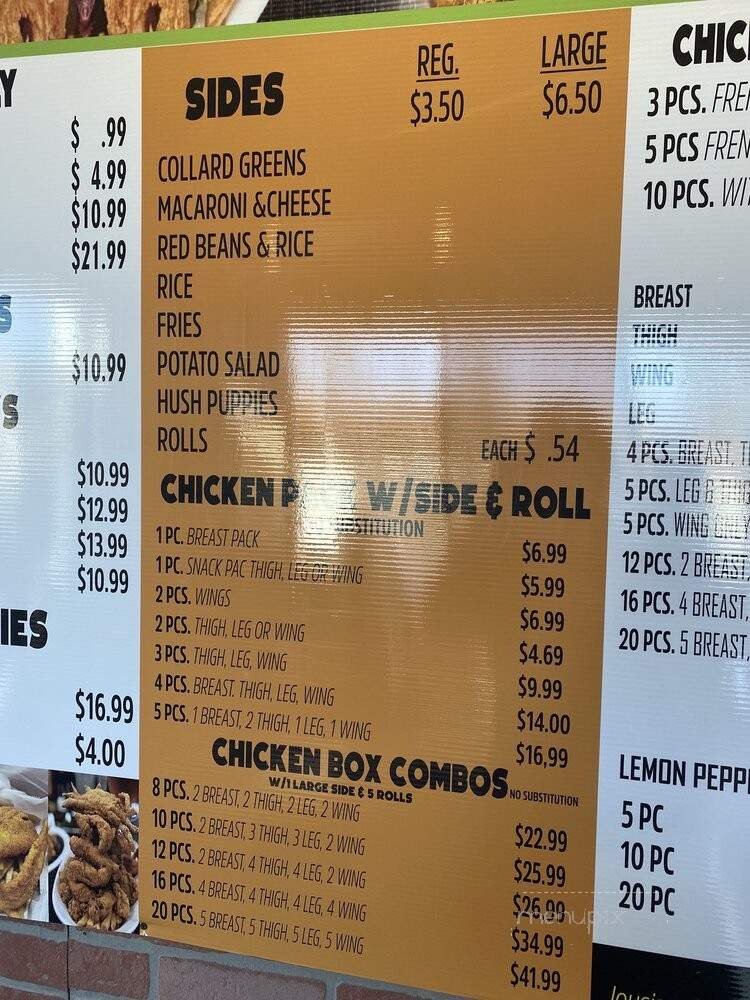 Y
$ .99
$ 4.99
$10.99
$21.99
S
$10.99
S
$10.99
$12.99
$13.99
$10.99
IES
$16.99
$4.00
SIDES REG. LARGE
$3.50 $6.50
COLLARD GREENS
MACARONI &CHEESE
RED BEANS & RICE
RICE
FRIES
POTATO SALAD
HUSH PUPPIES
ROLLS EACH $ .54
CHICKEN W/SIDE & ROLL
1 PC. BREAST PACK $6.99
1 PC. SNACK PAC THIGH, LEG OR WING $5.99
2 PCS. WINGS $6.99
2 PCS. THIGH, LEG OR WING $4.69
3 PCS. THIGH, LEG, WING $9.99
4 PCS. BREAST. THIGH, LEG, WING $14.00
5 PCS. 1 BREAST, 2 THIGH, 1 LEG, 1 WING $16,99
CHICKEN BOX COMBOS NO SUBSTITUTION
W/1 LARGE SIDE & 5 ROLLS
8 PCS. 2 BREAST, 2 THIGH, 2 LEG, 2 WING $22.99
10 PCS. 2 BREAST, 3 THIGH, 3 LEG, 2 WING $25.99
12 PCS. 2 BREAST, 4 THIGH, 4 LEG, 2 WING $26.99
16 PCS. 4 BREAST, 4 THIGH, 4 LEG, 4 WING $34.99
20 PCS. 5 BREAST, 5 THIGH, 5 LEG, 5 WING $41.99
menupix
CHIC
3 PCS. FRE
5 PCS FREN
10 PCS. WI
BREAST
THIGH
WING
LEG
4 PCS. BREAST, T
5 PCS. LEG & THIG
5 PCS. WING ONLY
12 PCS. 2 BREAST
16 PCS. 4 BREAST,
20 PCS. 5 BREAST,
LEMON PEPP
5 PC
10 PC
20 PC